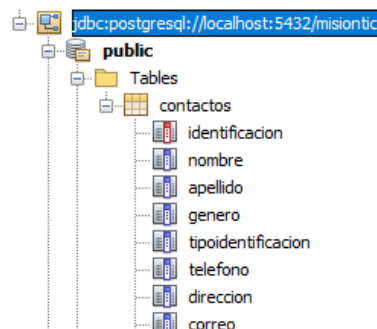 jdbc:postgresql://localhost:5432/misiontic
public
Tables
contactos
identificacion
nombre
apellido
genero
tipoidentificacion
telefono
direccion
correo